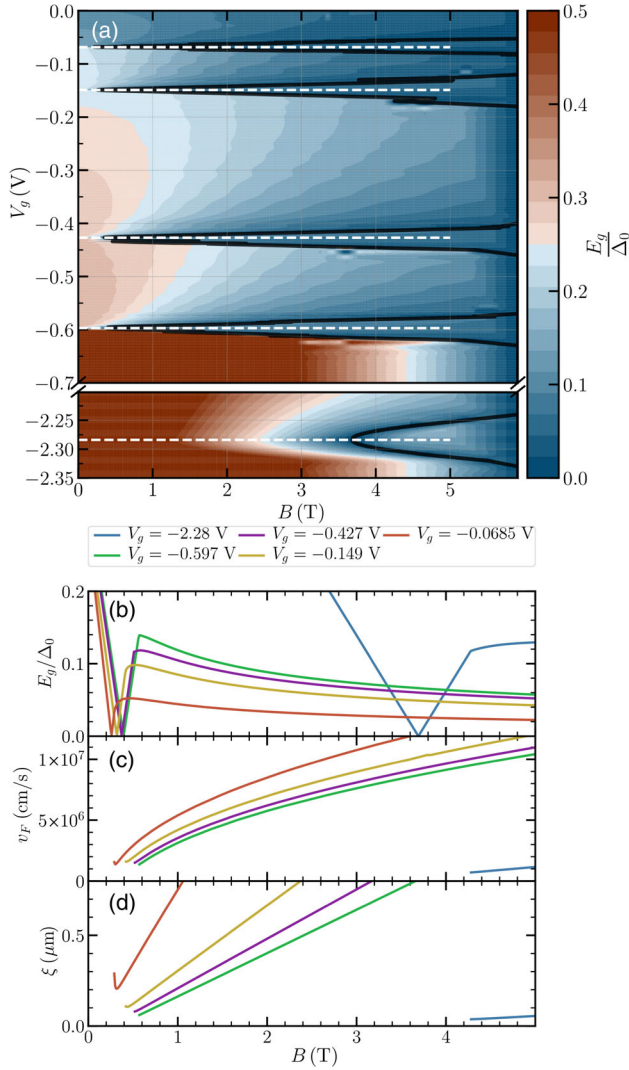 (a)
0.0
−0.1
−0.2
−0.3
−0.4
−0.5
−0.6
−0.7
V_g (V)
−2.25
−2.30
−2.35
0 1 2 3 4 5
B (T)
0.5
0.4
0.3
0.2
0.1
0.0
E_g/Δ_0
V_g = −2.28 V V_g = −0.427 V V_g = −0.0685 V
V_g = −0.597 V V_g = −0.149 V
(b)
0.2
0.1
0.0
E_g/Δ_0
(c)
1×10^7
5×10^6
v_F (cm/s)
(d)
0.5
0.0
ξ (μm)
0 1 2 3 4 5
B (T)